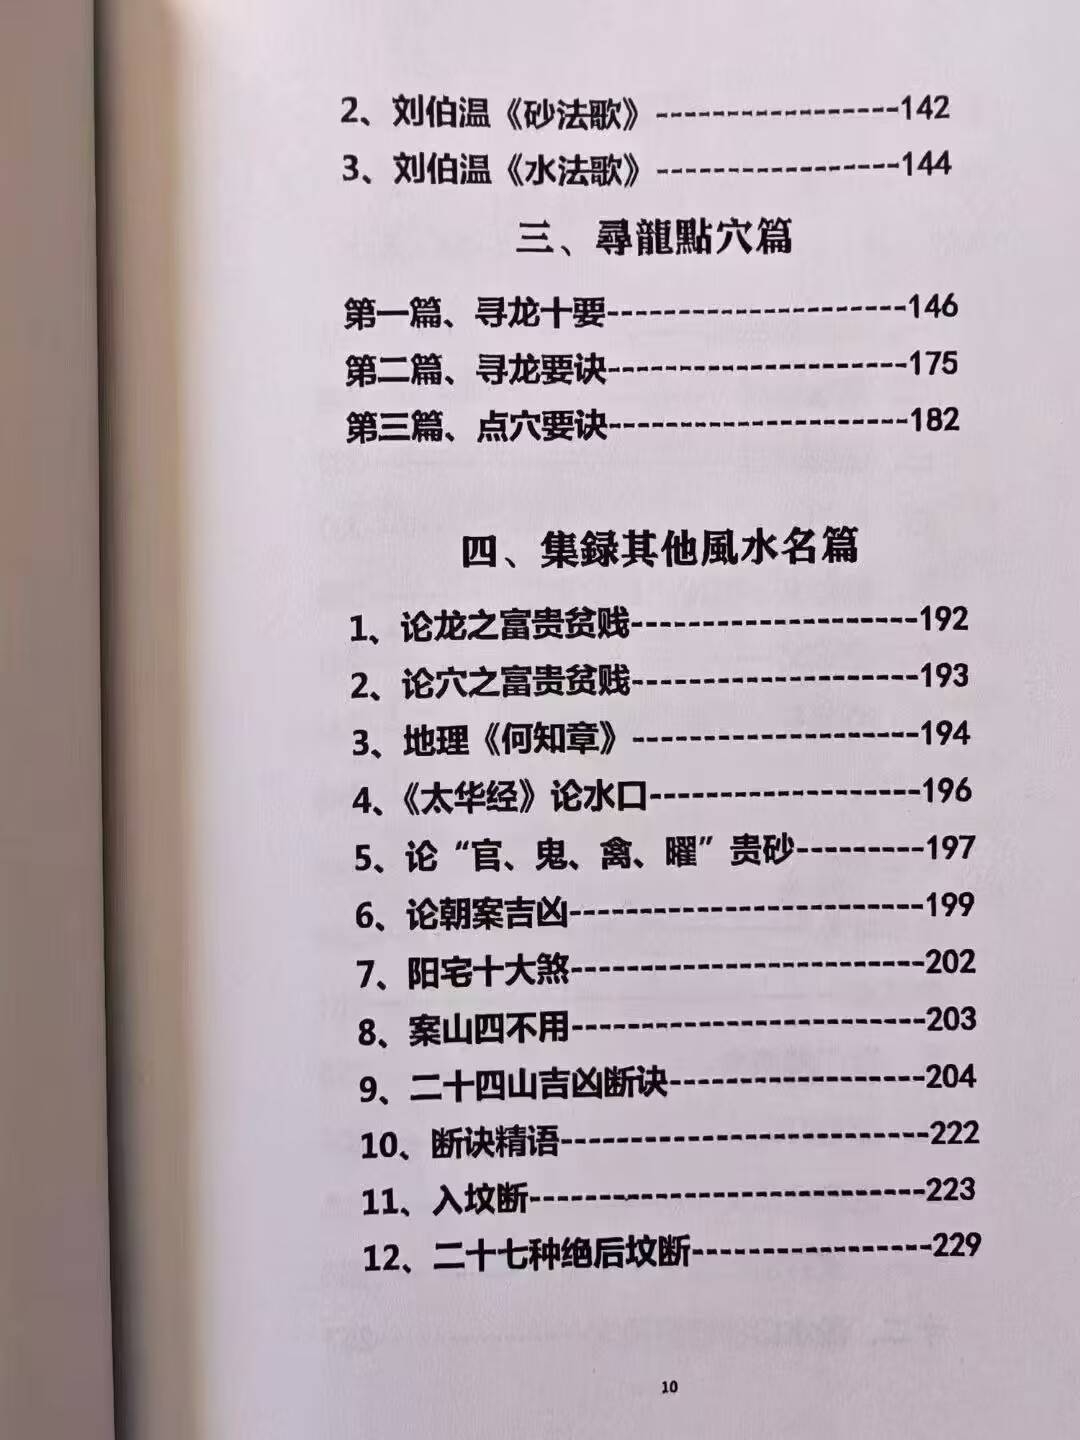 2、刘伯温《砂法歌》-----------------142
3、刘伯温《水法歌》-----------------144
三、尋龍點穴篇
第一篇、寻龙十要---------------------146
第二篇、寻龙要诀---------------------175
第三篇、点穴要诀---------------------182
四、集録其他風水名篇
1、论龙之富贵贫贱--------------------192
2、论穴之富贵贫贱--------------------193
3、地理《何知章》--------------------194
4、《太华经》论水口-------------------196
5、论“官、鬼、禽、曜”贵砂---------197
6、论朝案吉凶-------------------------199
7、阳宅十大煞-------------------------202
8、案山四不用-------------------------203
9、二十四山吉凶断诀------------------204
10、断诀精语--------------------------222
11、入坟断----------------------------223
12、二十七种绝后坟断-----------------229
10